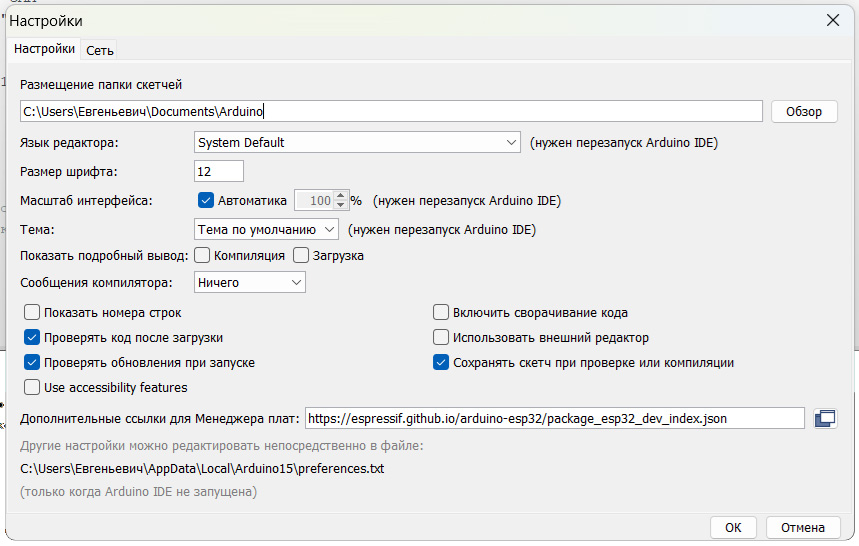 Настройки
Настройки Сеть
Размещение папки скетчей
C:\Users\Евгеньевич\Documents\Arduino Обзор
Язык редактора: System Default (нужен перезапуск Arduino IDE)
Размер шрифта: 12
Масштаб интерфейса: Автоматика 100 % (нужен перезапуск Arduino IDE)
Тема: Тема по умолчанию (нужен перезапуск Arduino IDE)
Показать подробный вывод: Компиляция Загрузка
Сообщения компилятора: Ничего
Показать номера строк Включить сворачивание кода
Проверять код после загрузки Использовать внешний редактор
Проверять обновления при запуске Сохранять скетч при проверке или компиляции
Use accessibility features
Дополнительные ссылки для Менеджера плат: https://espressif.github.io/arduino-esp32/package_esp32_dev_index.json
Другие настройки можно редактировать непосредственно в файле:
C:\Users\Евгеньевич\AppData\Local\Arduino15\preferences.txt
(только когда Arduino IDE не запущена)
ОК Отмена